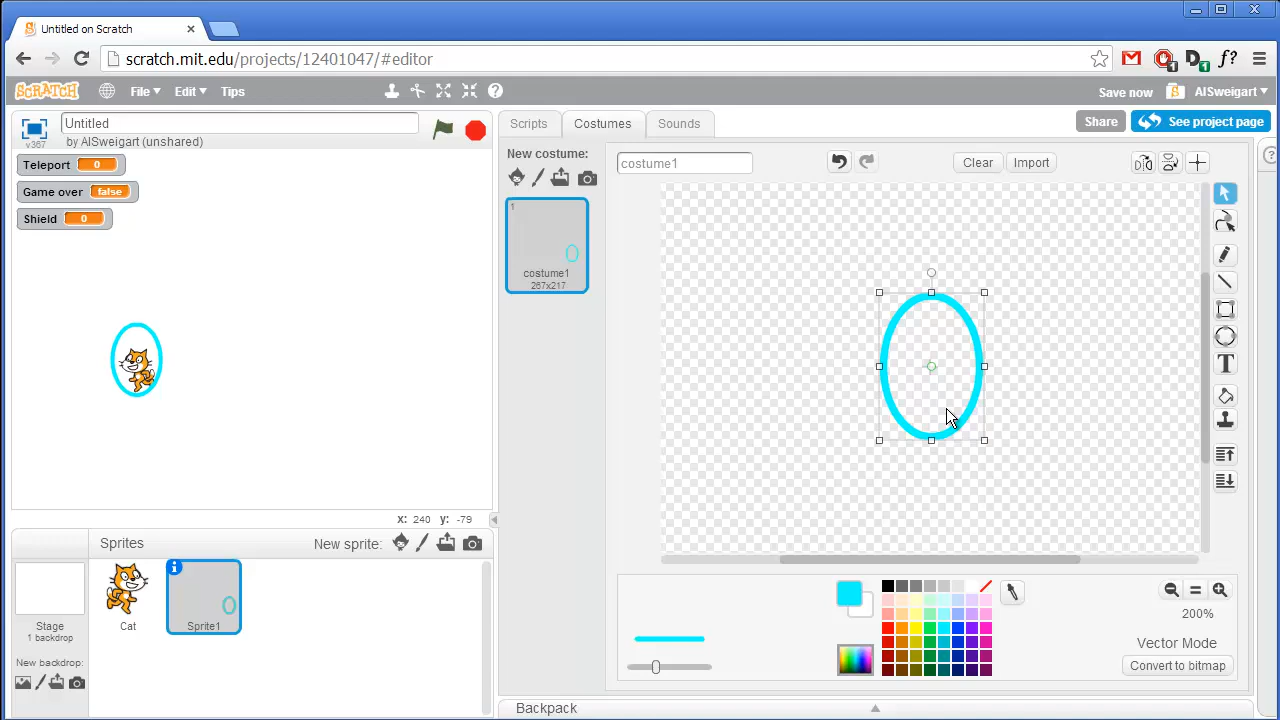 Untitled on Scratch
scratch.mit.edu/projects/12401047/#editor
SCRATCH File Edit Tips Save now AlSweigart
Untitled
v367 by AlSweigart (unshared)
Scripts Costumes Sounds Share See project page
Teleport 0
Game over false
Shield 0
New costume:
costume1 Clear Import
1
costume1
267x217
T
x: 240 y: -79
Sprites New sprite:
Stage
1 backdrop
New backdrop:
Cat
Sprite1
200%
Vector Mode
Convert to bitmap
Backpack